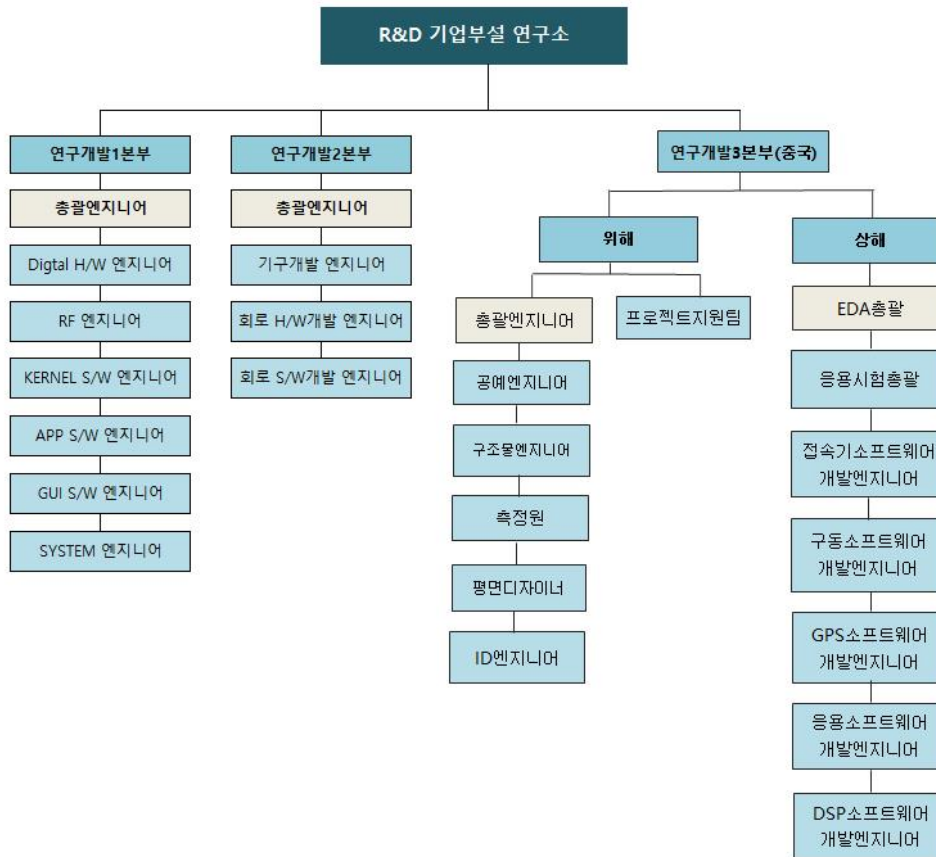 R&D 기업부설 연구소
연구개발1본부
총괄엔지니어
Digtal H/W 엔지니어
RF 엔지니어
KERNEL S/W 엔지니어
APP S/W 엔지니어
GUI S/W 엔지니어
SYSTEM 엔지니어
연구개발2본부
총괄엔지니어
기구개발 엔지니어
회로 H/W개발 엔지니어
회로 S/W개발 엔지니어
연구개발3본부(중국)
위해
총괄엔지니어
공예엔지니어
구조물엔지니어
측정원
평면디자이너
ID엔지니어
프로젝트지원팀
상해
EDA총괄
응용시험총괄
접속기소프트웨어
개발엔지니어
구동소프트웨어
개발엔지니어
GPS소프트웨어
개발엔지니어
응용소프트웨어
개발엔지니어
DSP소프트웨어
개발엔지니어